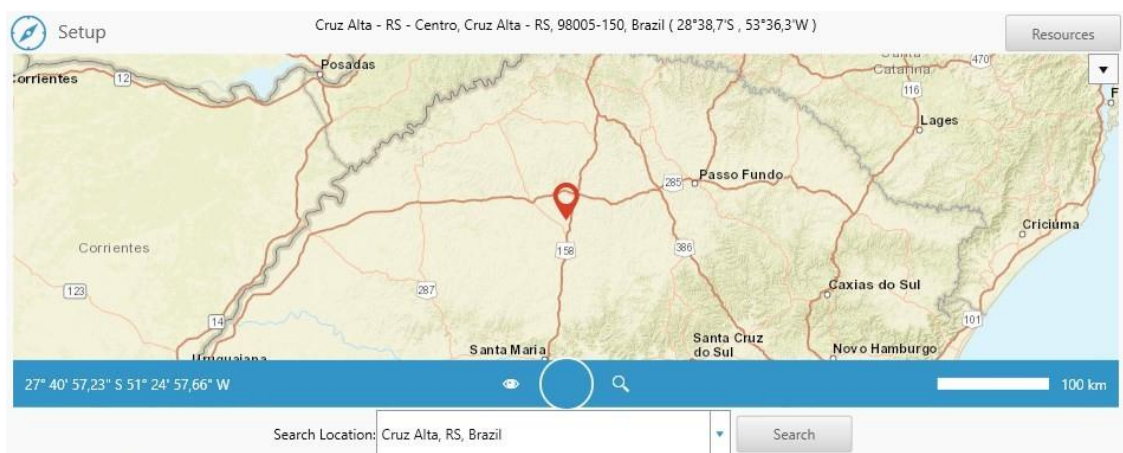 Setup
Cruz Alta - RS - Centro, Cruz Alta - RS, 98005-150, Brazil ( 28°38,7'S , 53°36,3'W )
Resources
Posadas
Corrientes
12
470
Catarina
116
Lages
285
Passo Fundo
Criciúma
Corrientes
158
386
123
287
Caxias do Sul
14
101
Santa Maria
Santa Cruz
do Sul
Novo Hamburgo
27° 40' 57,23" S 51° 24' 57,66" W
100 km
Search Location:
Cruz Alta, RS, Brazil
Search